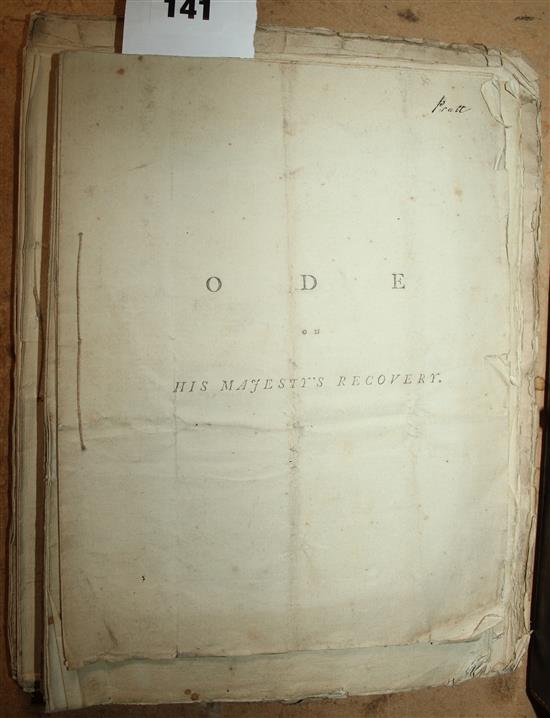 141
Pratt
O D E
ON
HIS MAJESTY'S RECOVERY.